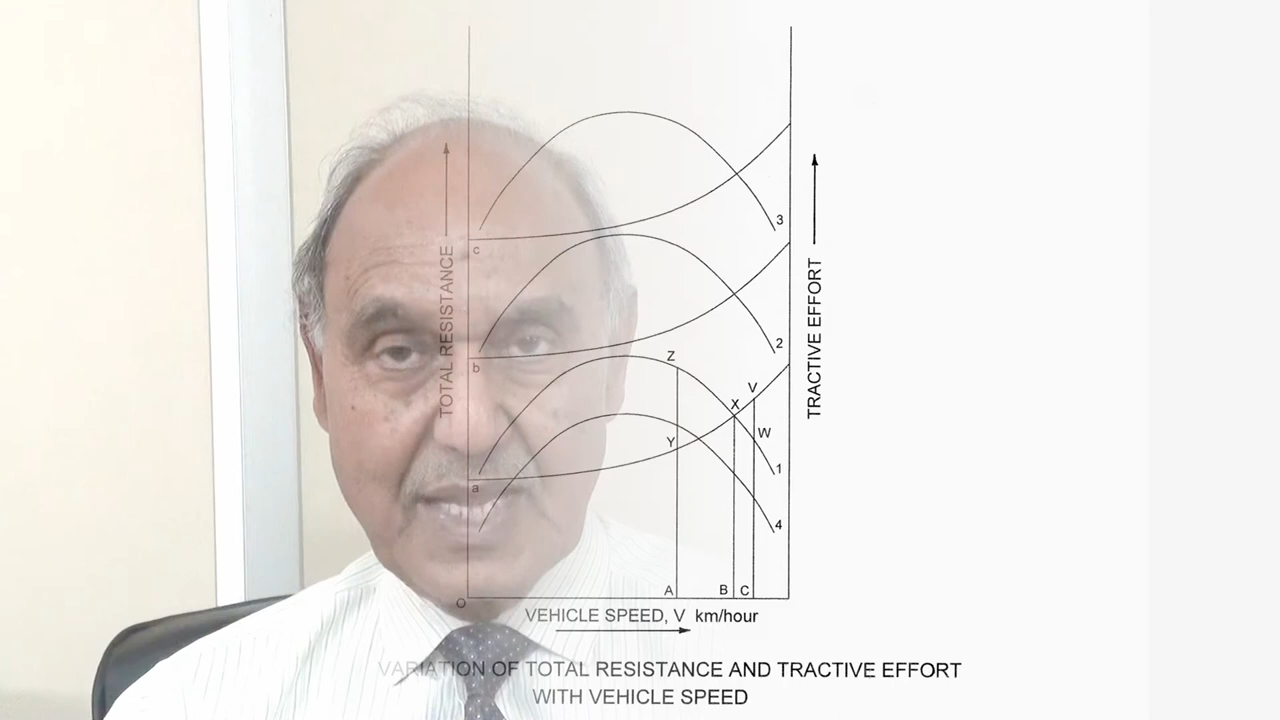 3
c
TOTAL RESISTANCE
TRACTIVE EFFORT
2
Z
b
V
X
W
Y
1
a
4
A
B
C
O
VEHICLE SPEED, V km/hour
VARIATION OF TOTAL RESISTANCE AND TRACTIVE EFFORT
WITH VEHICLE SPEED